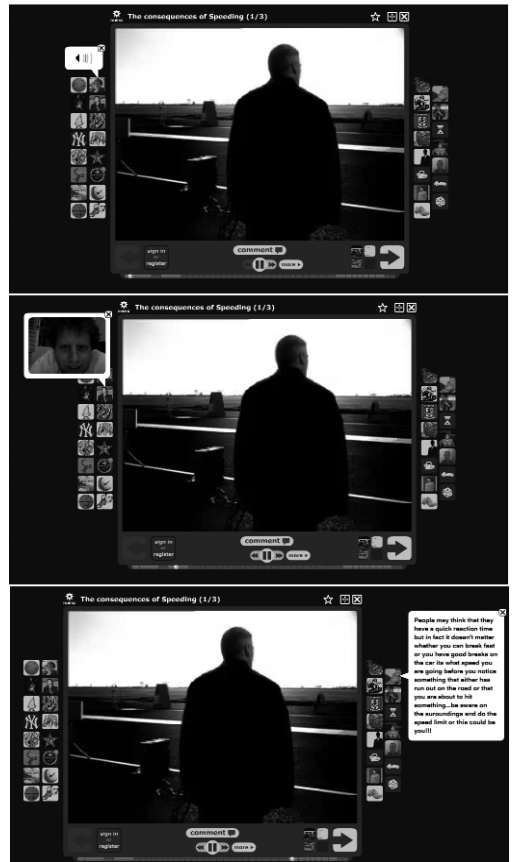 The consequences of Speeding (1/3)
sign in
or
register
comment
more
The consequences of Speeding (1/3)
sign in
or
register
comment
more
The consequences of Speeding (1/3)
People may think that they
have a quick reaction time
but in fact it doesn't matter
whether you can break fast
or you have good breaks on
the car its what speed you
are going before you notice
something that either has
run out on the road or that
you are about to hit
something...be aware on
the suroundings and do the
speed limit or this could be
you!!!
sign in
or
register
comment
more